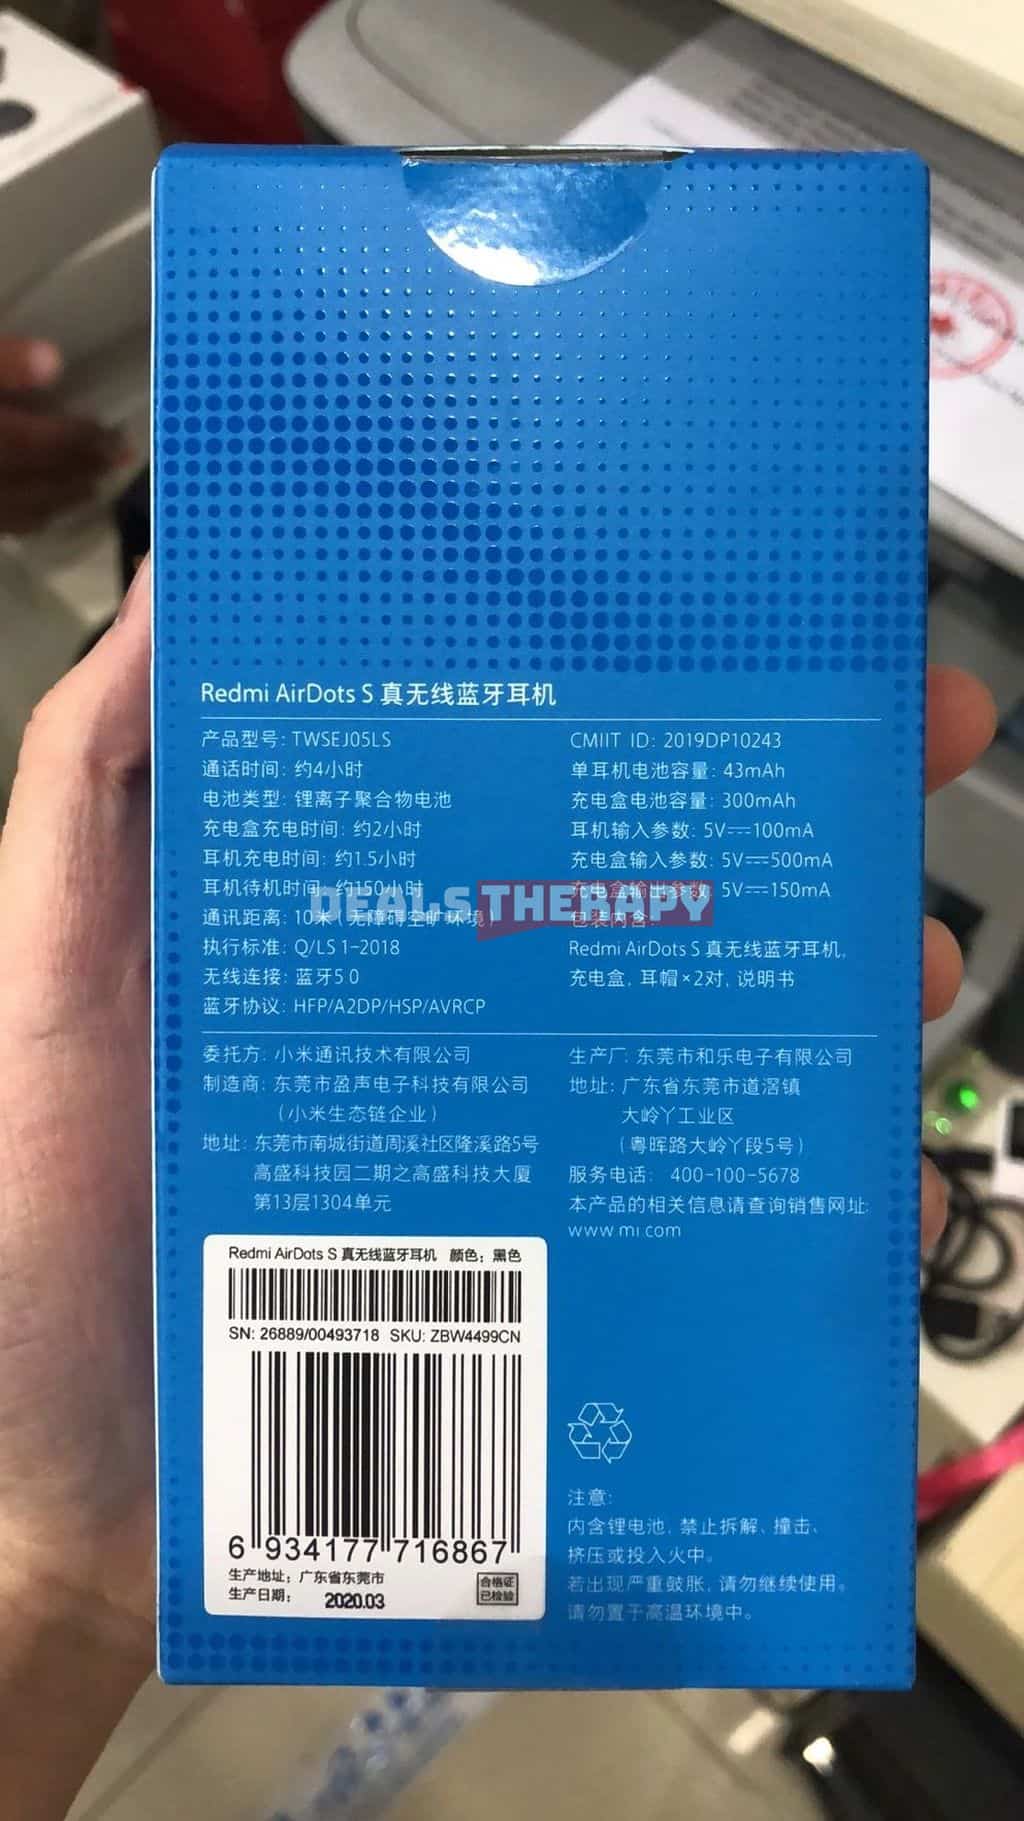 Redmi AirDots S 真无线蓝牙耳机
产品型号: TWSEJ05LS
通话时间: 约4小时
电池类型: 锂离子聚合物电池
充电盒充电时间: 约2小时
耳机充电时间: 约1.5小时
耳机待机时间: 约150小时
通讯距离: 10米(无障碍空旷环境)
执行标准: Q/LS 1-2018
无线连接: 蓝牙5.0
蓝牙协议: HFP/A2DP/HSP/AVRCP
CMIIT ID: 2019DP10243
单耳机电池容量: 43mAh
充电盒电池容量: 300mAh
耳机输入参数: 5V⎓100mA
充电盒输入参数: 5V⎓500mA
充电盒输出参数: 5V⎓150mA
包装内含:
Redmi AirDots S 真无线蓝牙耳机,
充电盒, 耳帽×2对, 说明书
DEALS.THERAPY
委托方: 小米通讯技术有限公司
制造商: 东莞市盈声电子科技有限公司
(小米生态链企业)
地址: 东莞市南城街道周溪社区隆溪路5号
高盛科技园二期之高盛科技大厦
第13层1304单元
生产厂: 东莞市和乐电子有限公司
地址: 广东省东莞市道滘镇
大岭丫工业区
(粤晖路大岭丫段5号)
服务电话: 400-100-5678
本产品的相关信息请查询销售网址:
www.mi.com
Redmi AirDots S 真无线蓝牙耳机 颜色: 黑色
SN: 26889/00493718 SKU: ZBW4499CN
6 934177 716867
生产地址: 广东省东莞市
生产日期: 2020.03
合格证
已检验
注意:
内含锂电池, 禁止拆解、撞击、
挤压或投入火中。
若出现严重鼓胀, 请勿继续使用。
请勿置于高温环境中。